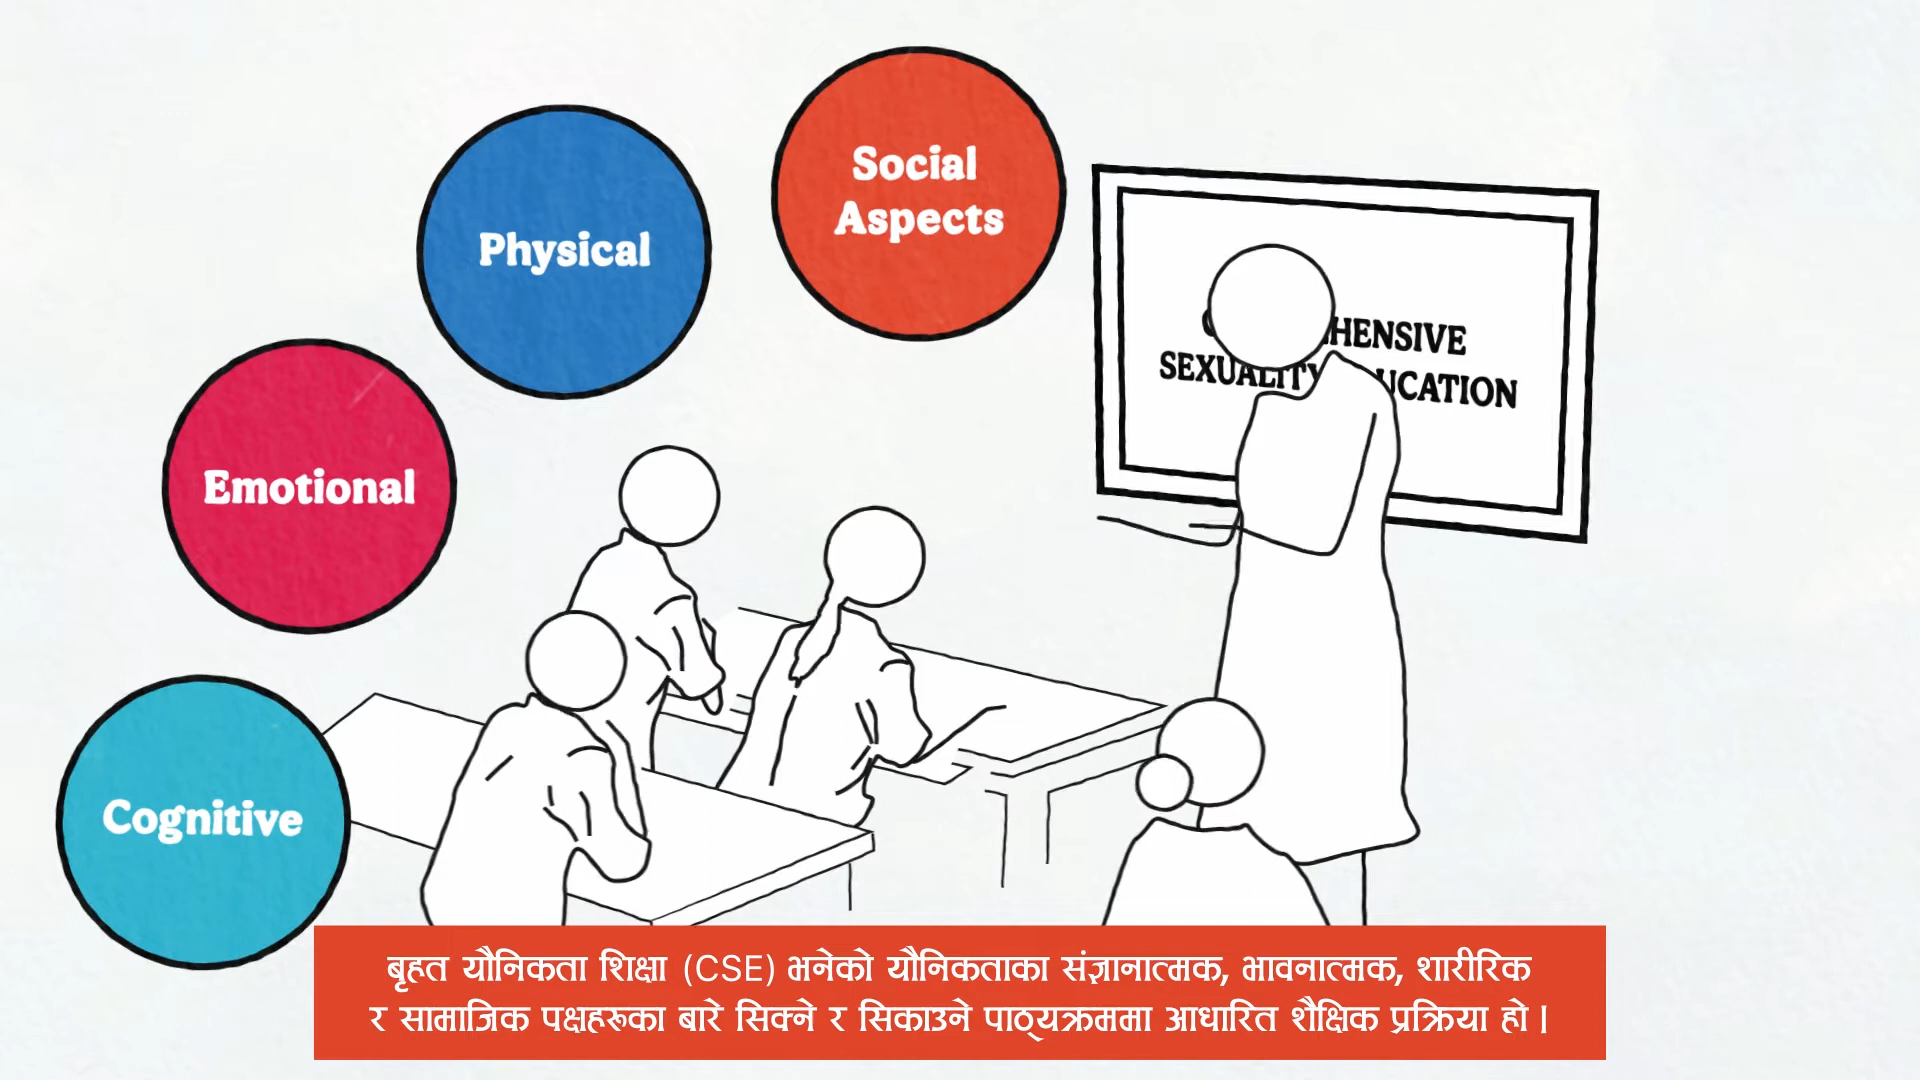 Social
Aspects
Physical
Emotional
Cognitive
HENSIVE
SEXUALITY UCATION
बृहत यौनिकता शिक्षा (CSE) भनेको यौनिकताका संज्ञानात्मक, भावनात्मक, शारीरिक
र सामाजिक पक्षहरूका बारे सिक्ने र सिकाउने पाठ्यक्रममा आधारित शैक्षिक प्रक्रिया हो |